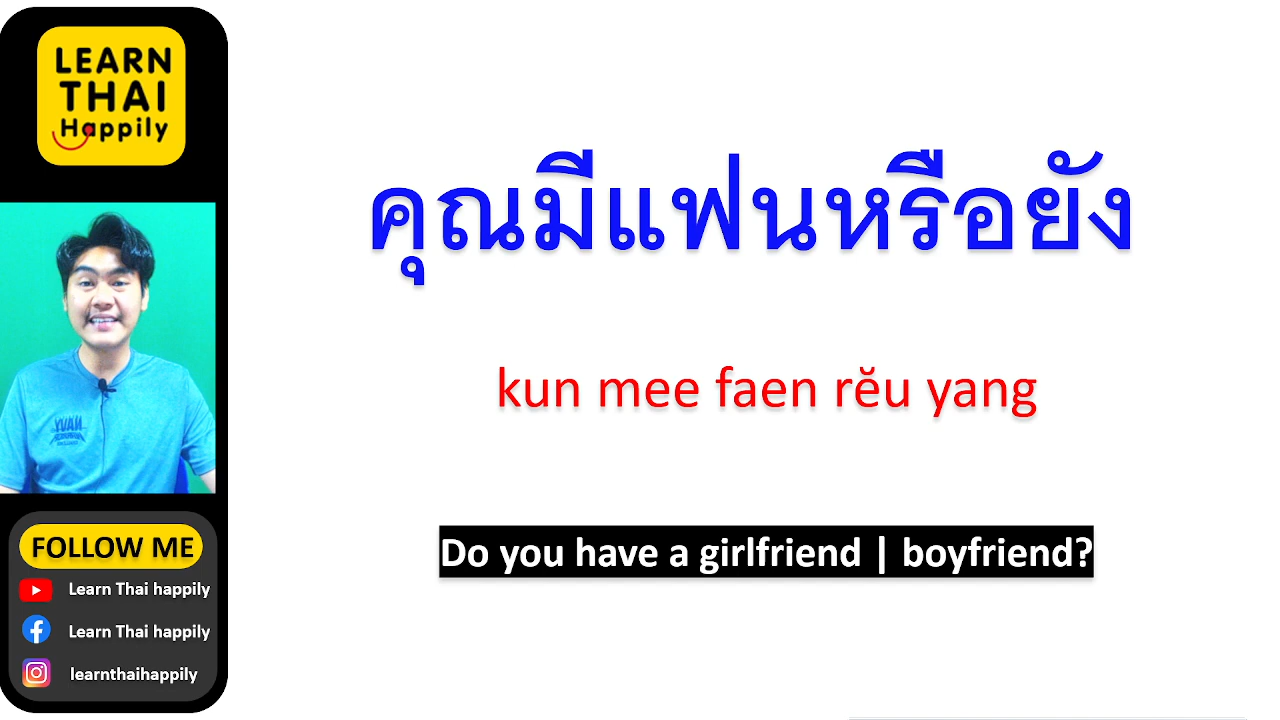 LEARN
THAI
Happily
คุณมีแฟนหรือยัง
kun mee faen rĕu yang
Do you have a girlfriend | boyfriend?
YUAN
FOLLOW ME
Learn Thai happily
Learn Thai happily
learnthaihappily